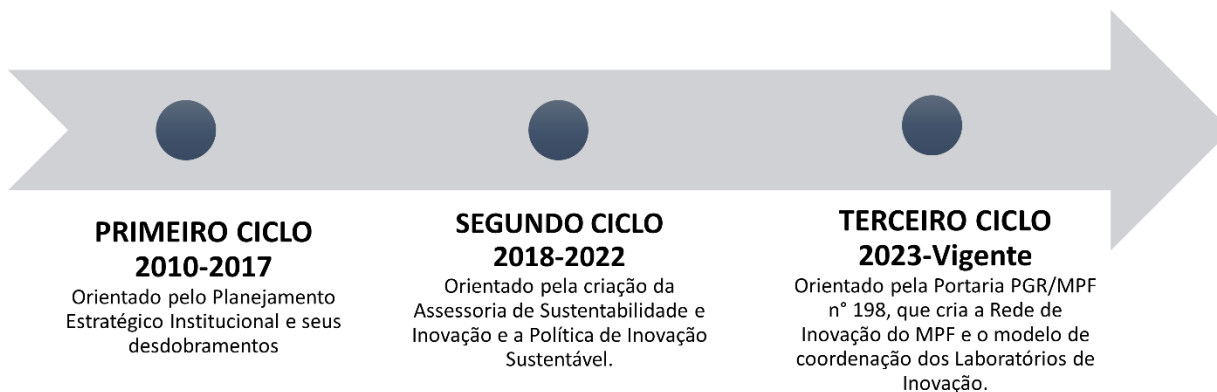 PRIMEIRO CICLO
2010-2017
Orientado pelo Planejamento
Estratégico Institucional e seus
desdobramentos
SEGUNDO CICLO
2018-2022
Orientado pela criação da
Assessoria de Sustentabilidade e
Inovação e a Política de Inovação
Sustentável.
TERCEIRO CICLO
2023-Vigente
Orientado pela Portaria PGR/MPF
n° 198, que cria a Rede de
Inovação do MPF e o modelo de
coordenação dos Laboratórios de
Inovação.